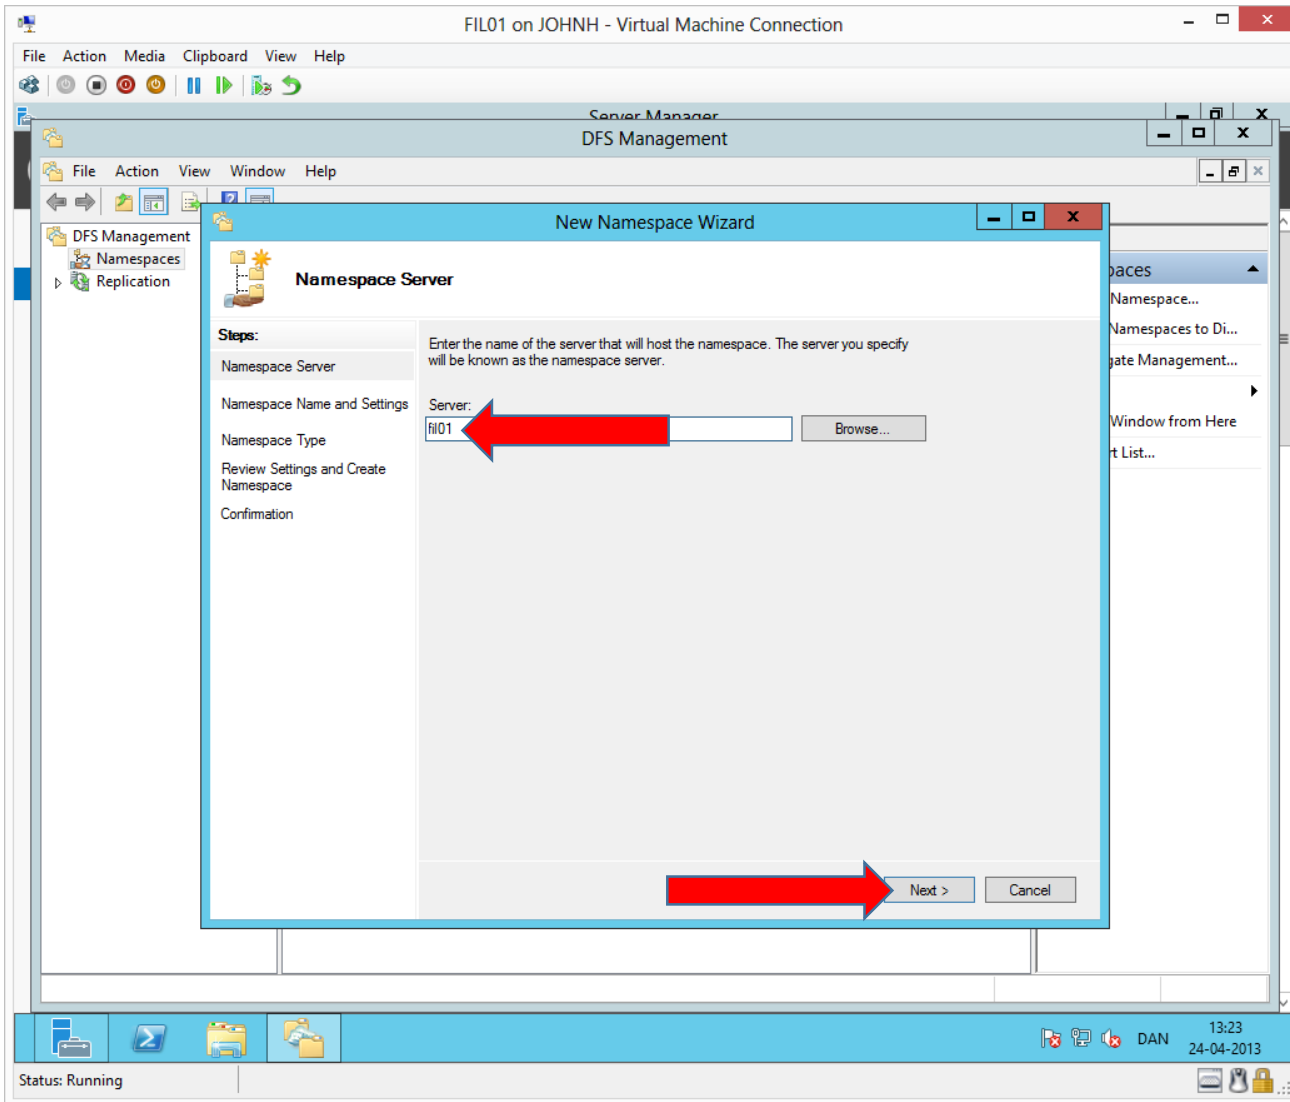 FIL01 on JOHNH - Virtual Machine Connection
File Action Media Clipboard View Help
Server Manager
DFS Management
File Action View Window Help
New Namespace Wizard
DFS Management
Namespaces
Replication
Namespace Server
Steps:
Namespace Server
Namespace Name and Settings
Namespace Type
Review Settings and Create
Namespace
Confirmation
Enter the name of the server that will host the namespace. The server you specify
will be known as the namespace server.
Server:
fil01
Browse...
Next >
Cancel
paces
Namespace...
Namespaces to Di...
gate Management...
Window from Here
rt List...
DAN
13:23
24-04-2013
Status: Running